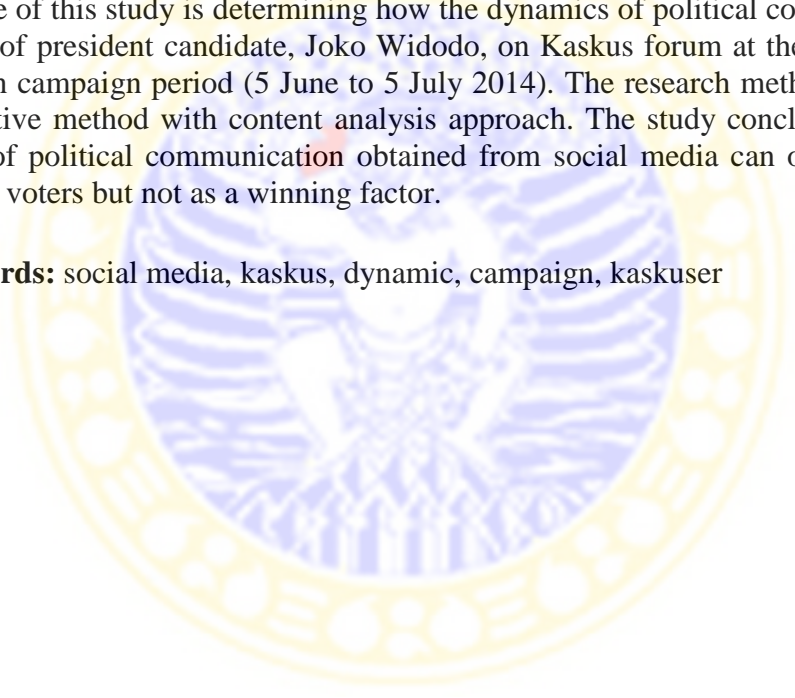 e of this study is determining how the dynamics of political co
of president candidate, Joko Widodo, on Kaskus forum at the
n campaign period (5 June to 5 July 2014). The research meth
tive method with content analysis approach. The study concl
of political communication obtained from social media can o
voters but not as a winning factor.
rds: social media, kaskus, dynamic, campaign, kaskuser